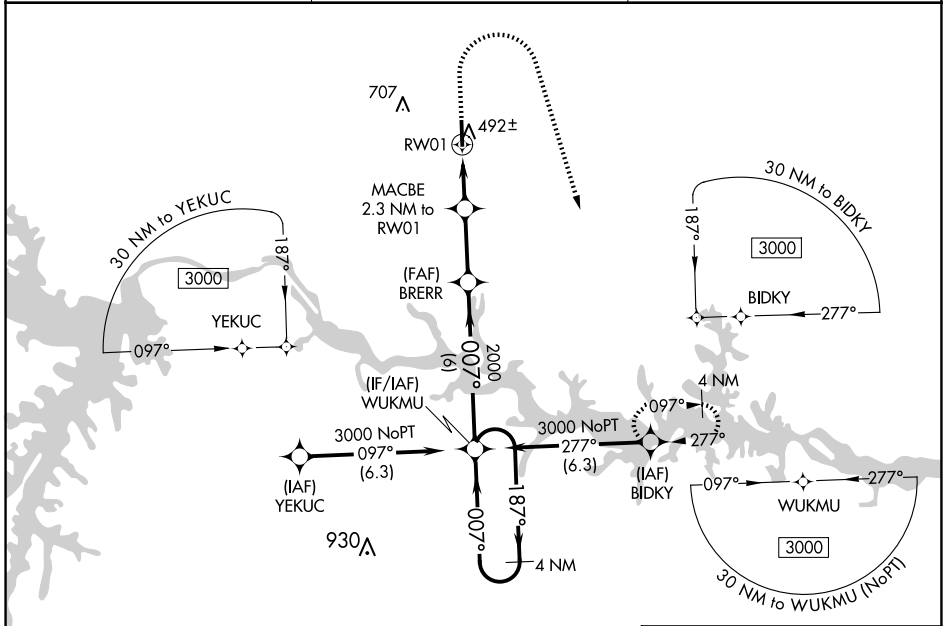 707
492±
RW01
MACBE
2.3 NM to
RW01
30 NM to YEKUC
187°
3000
YEKUC
097°
30 NM to BIDKY
187°
3000
BIDKY
277°
(FAF)
BRERR
2000
007°
(6)
(IF/IAF)
WUKMU
4 NM
097°
277°
3000 NoPT
097°
(6.3)
3000 NoPT
277°
(6.3)
(IAF)
YEKUC
(IAF)
BIDKY
097°
277°
WUKMU
3000
30 NM to WUKMU (NoPT)
007°
187°
930
4 NM